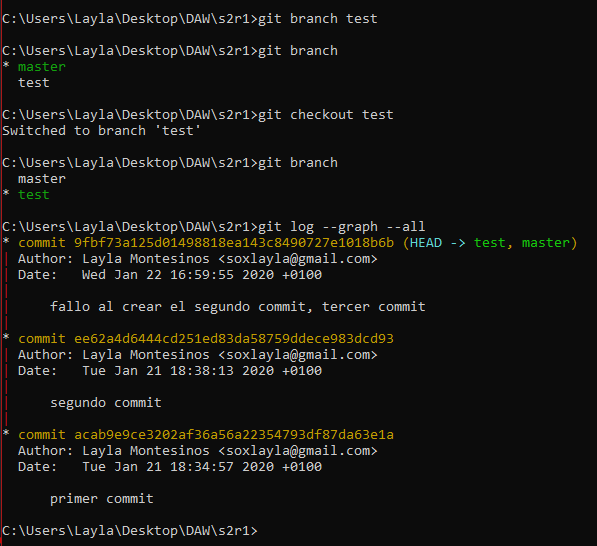 C:\Users\Layla\Desktop\DAW\s2r1>git branch test
C:\Users\Layla\Desktop\DAW\s2r1>git branch
* master
  test
C:\Users\Layla\Desktop\DAW\s2r1>git checkout test
Switched to branch 'test'
C:\Users\Layla\Desktop\DAW\s2r1>git branch
  master
* test
C:\Users\Layla\Desktop\DAW\s2r1>git log --graph --all
* commit 9fbf73a125d01498818ea143c8490727e1018b6b (HEAD -> test, master)
| Author: Layla Montesinos <soxlayla@gmail.com>
| Date:   Wed Jan 22 16:59:55 2020 +0100
|
|     fallo al crear el segundo commit, tercer commit
|
* commit ee62a4d6444cd251ed83da58759ddece983dcd93
| Author: Layla Montesinos <soxlayla@gmail.com>
| Date:   Tue Jan 21 18:38:13 2020 +0100
|
|     segundo commit
|
* commit acab9e9ce3202af36a56a22354793df87da63e1a
  Author: Layla Montesinos <soxlayla@gmail.com>
  Date:   Tue Jan 21 18:34:57 2020 +0100
      primer commit
C:\Users\Layla\Desktop\DAW\s2r1>